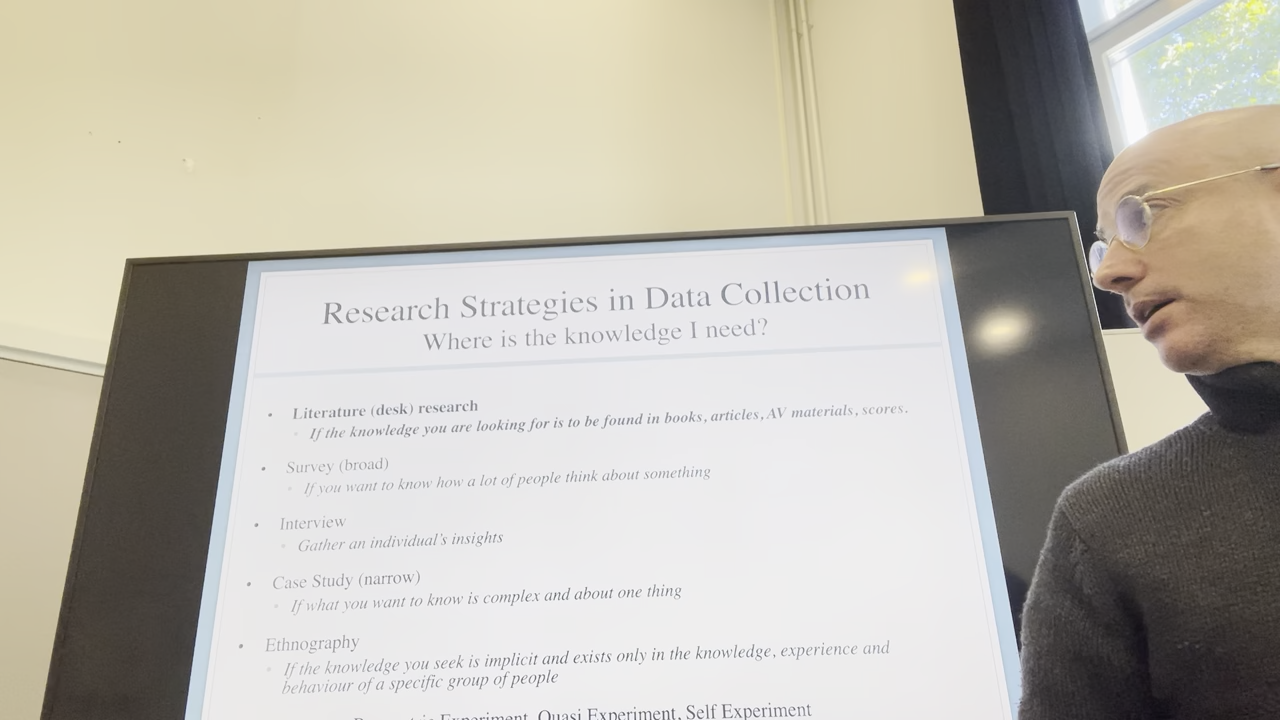 Research Strategies in Data Collection
Where is the knowledge I need?
• Literature (desk) research
• If the knowledge you are looking for is to be found in books, articles, AV materials, scores.
• Survey (broad)
• If you want to know how a lot of people think about something
• Interview
• Gather an individual's insights
• Case Study (narrow)
• If what you want to know is complex and about one thing
• Ethnography
• If the knowledge you seek is implicit and exists only in the knowledge, experience and
behaviour of a specific group of people
Experiment, Quasi Experiment, Self Experiment